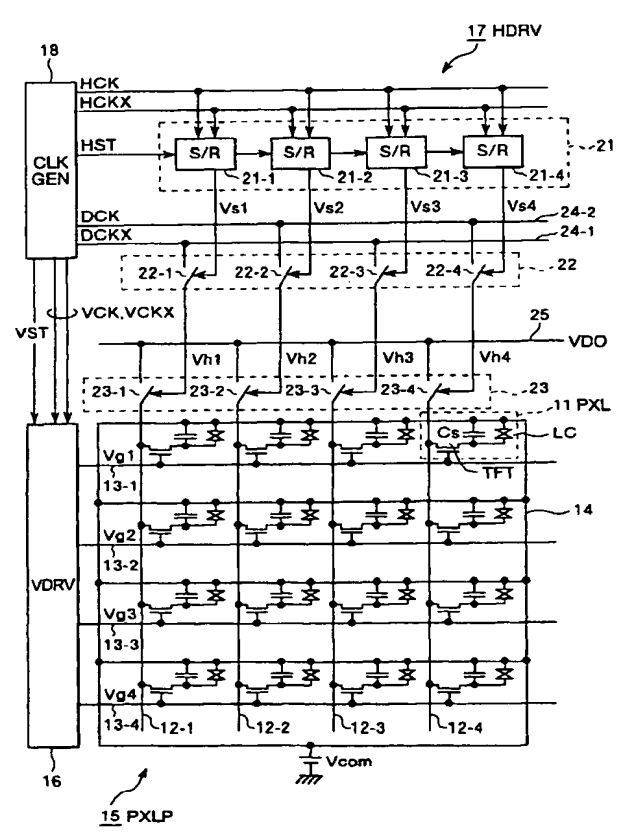 17 HDRV
18
HCK
HCKX
HST
CLK GEN
S/R S/R S/R S/R
21
21-1 21-2 21-3 21-4
Vs1 Vs2 Vs3 Vs4
DCK
24-2
DCKX
24-1
22-1 22-2 22-3 22-4
22
VCK,VCKX
VST
25
VDO
Vh1 Vh2 Vh3 Vh4
23-1 23-2 23-3 23-4
23
11 PXL
Cs
LC
TFT
Vg1
13-1
14
Vg2
13-2
VDRV
Vg3
13-3
Vg4
13-4
12-1 12-2 12-3 12-4
16
Vcom
15 PXLP